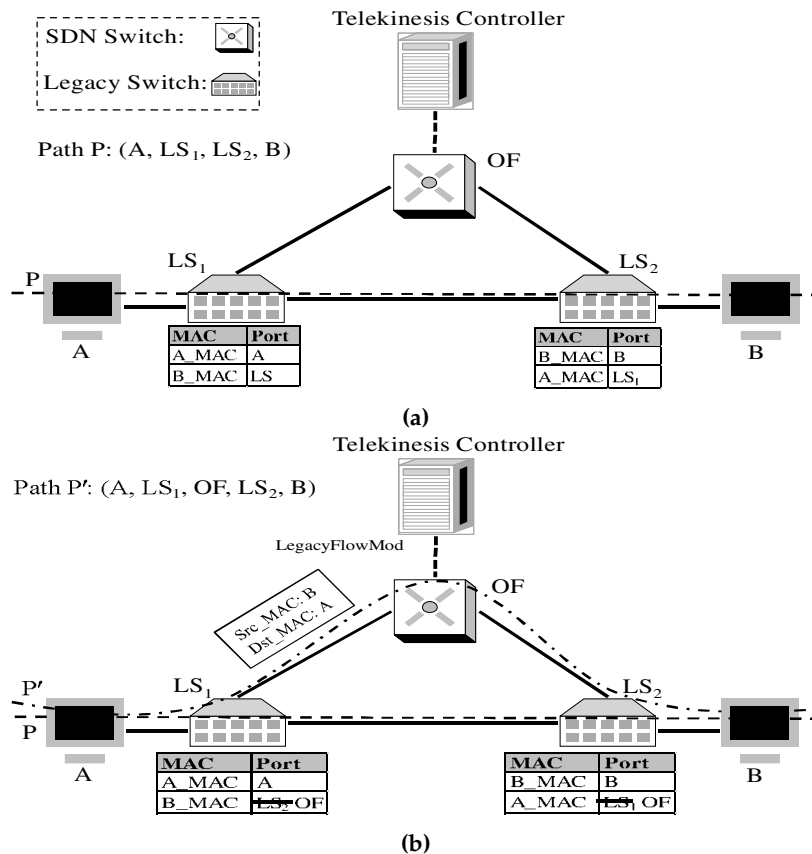 Telekinesis Controller
SDN Switch:
Legacy Switch:
Path P: (A, LS₁, LS₂, B)
OF
LS₁
LS₂
P
A
B
MAC Port
A_MAC A
B_MAC LS
MAC Port
B_MAC B
A_MAC LS₁
(a)
Telekinesis Controller
Path P': (A, LS₁, OF, LS₂, B)
LegacyFlowMod
OF
Src_MAC: B
Dst_MAC: A
LS₁
LS₂
P'
P
A
B
MAC Port
A_MAC A
B_MAC LS₂ OF
MAC Port
B_MAC B
A_MAC LS₁ OF
(b)